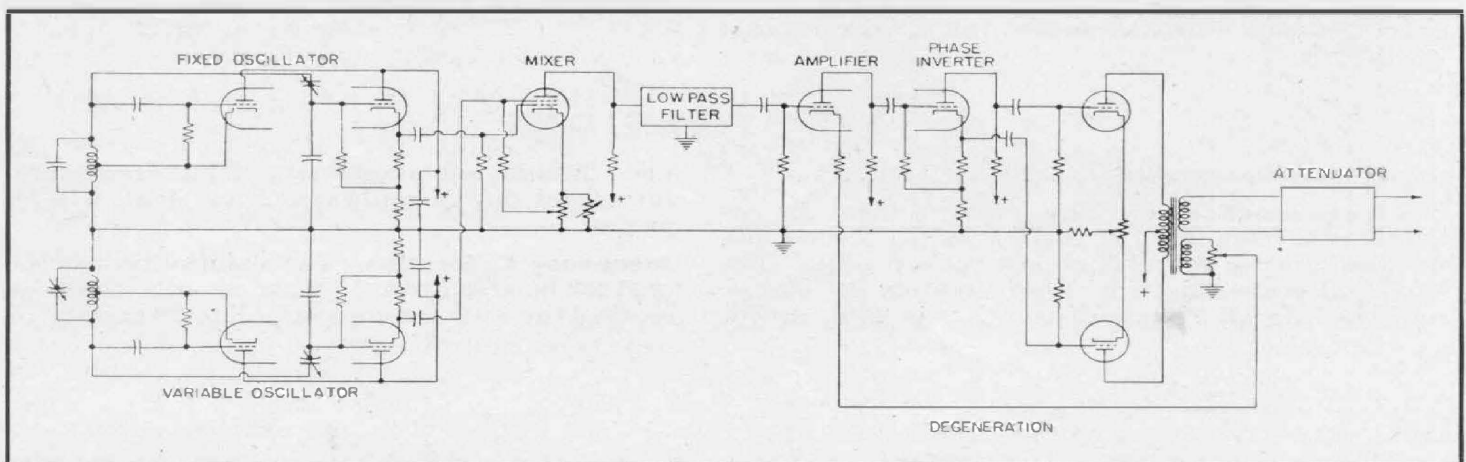 FIXED OSCILLATOR
MIXER
AMPLIFIER
PHASE
INVERTER
LOW PASS
FILTER
ATTENUATOR
VARIABLE OSCILLATOR
DEGENERATION
+
+
+
+
+
+